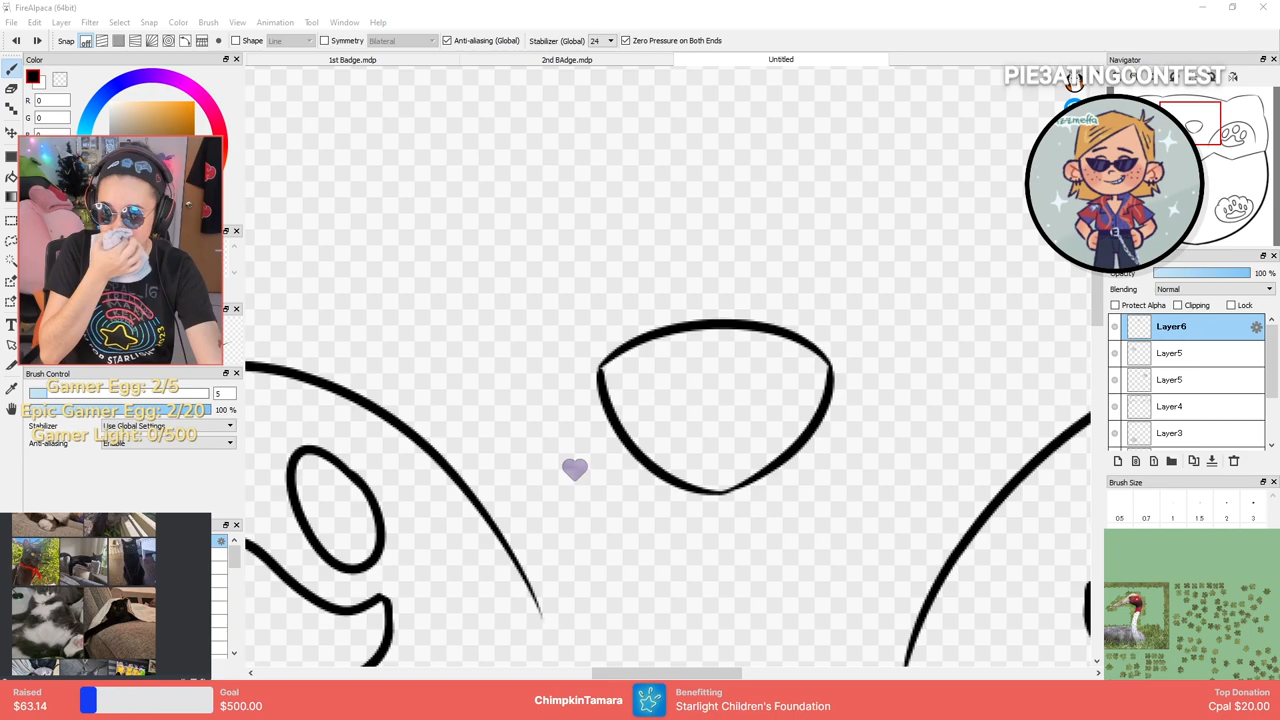 FireAlpaca (64bit)
File Edit Layer Filter Select Snap Color Brush View Animation Tool Window Help
Snap off Shape Line Symmetry Bilateral Anti-aliasing (Global) Stabilizer (Global) 24 Zero Pressure on Both Ends
Color
1st Badge.mdp 2nd BAdge.mdp Untitled
Navigator
PIE3ATINGCONTEST
R 0
G 0
0
Opacity 100 %
Blending Normal
Protect Alpha Clipping Lock
Layer6
Layer5
Layer5
Layer4
Layer3
Brush Control
5
Gamer Egg: 2/5
100 %
Epic Gamer Egg: 2/20
Stabilizer Use Global Settings
Gamer Light: 0/500
Anti-aliasing Enable
Brush Size
0.5 0.7 1 1.5 2 3
Raised
$63.14
Goal
$500.00
ChimpkinTamara
Benefitting
Starlight Children's Foundation
Top Donation
Cpal $20.00